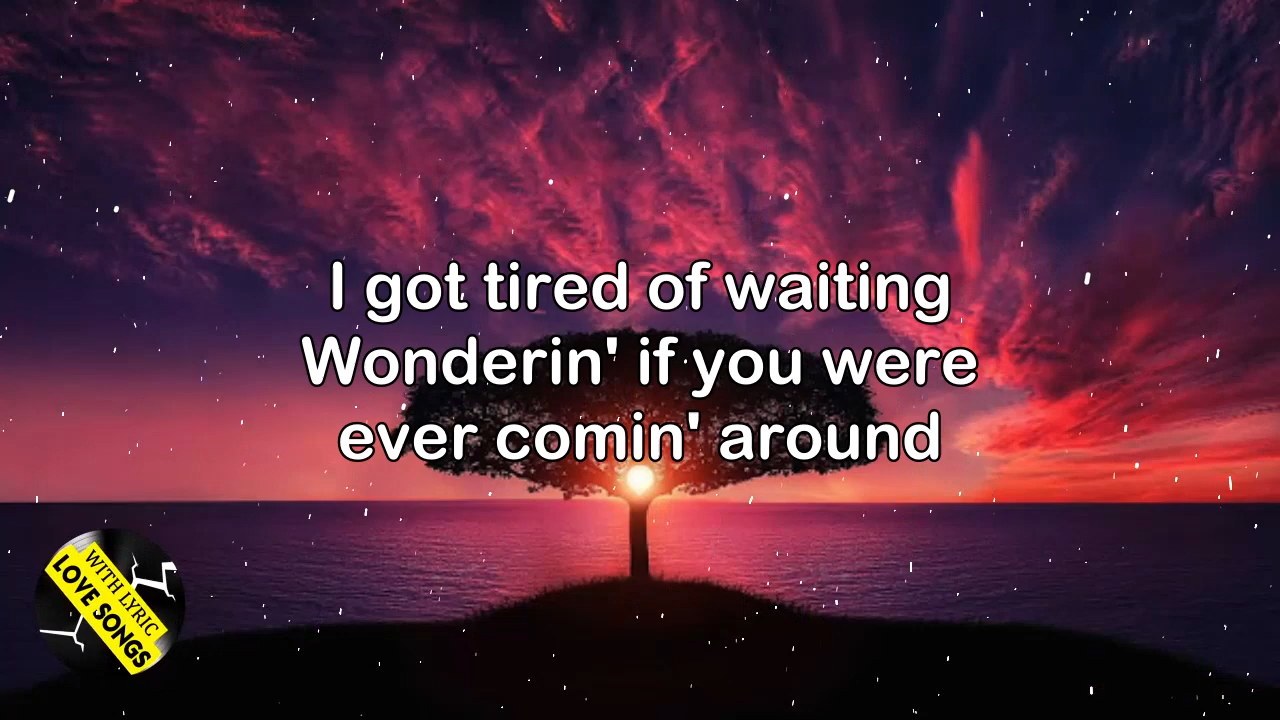 I got tired of waiting
Wonderin' if you were
ever comin' around
WITH LYRIC
LOVE SONGS